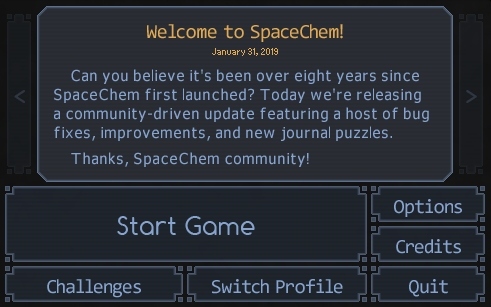 Welcome to SpaceChem!
January 31, 2019
Can you believe it's been over eight years since
SpaceChem first launched? Today we're releasing
a community-driven update featuring a host of bug
fixes, improvements, and new journal puzzles.
Thanks, SpaceChem community!
<
>
Start Game
Options
Credits
Challenges
Switch Profile
Quit